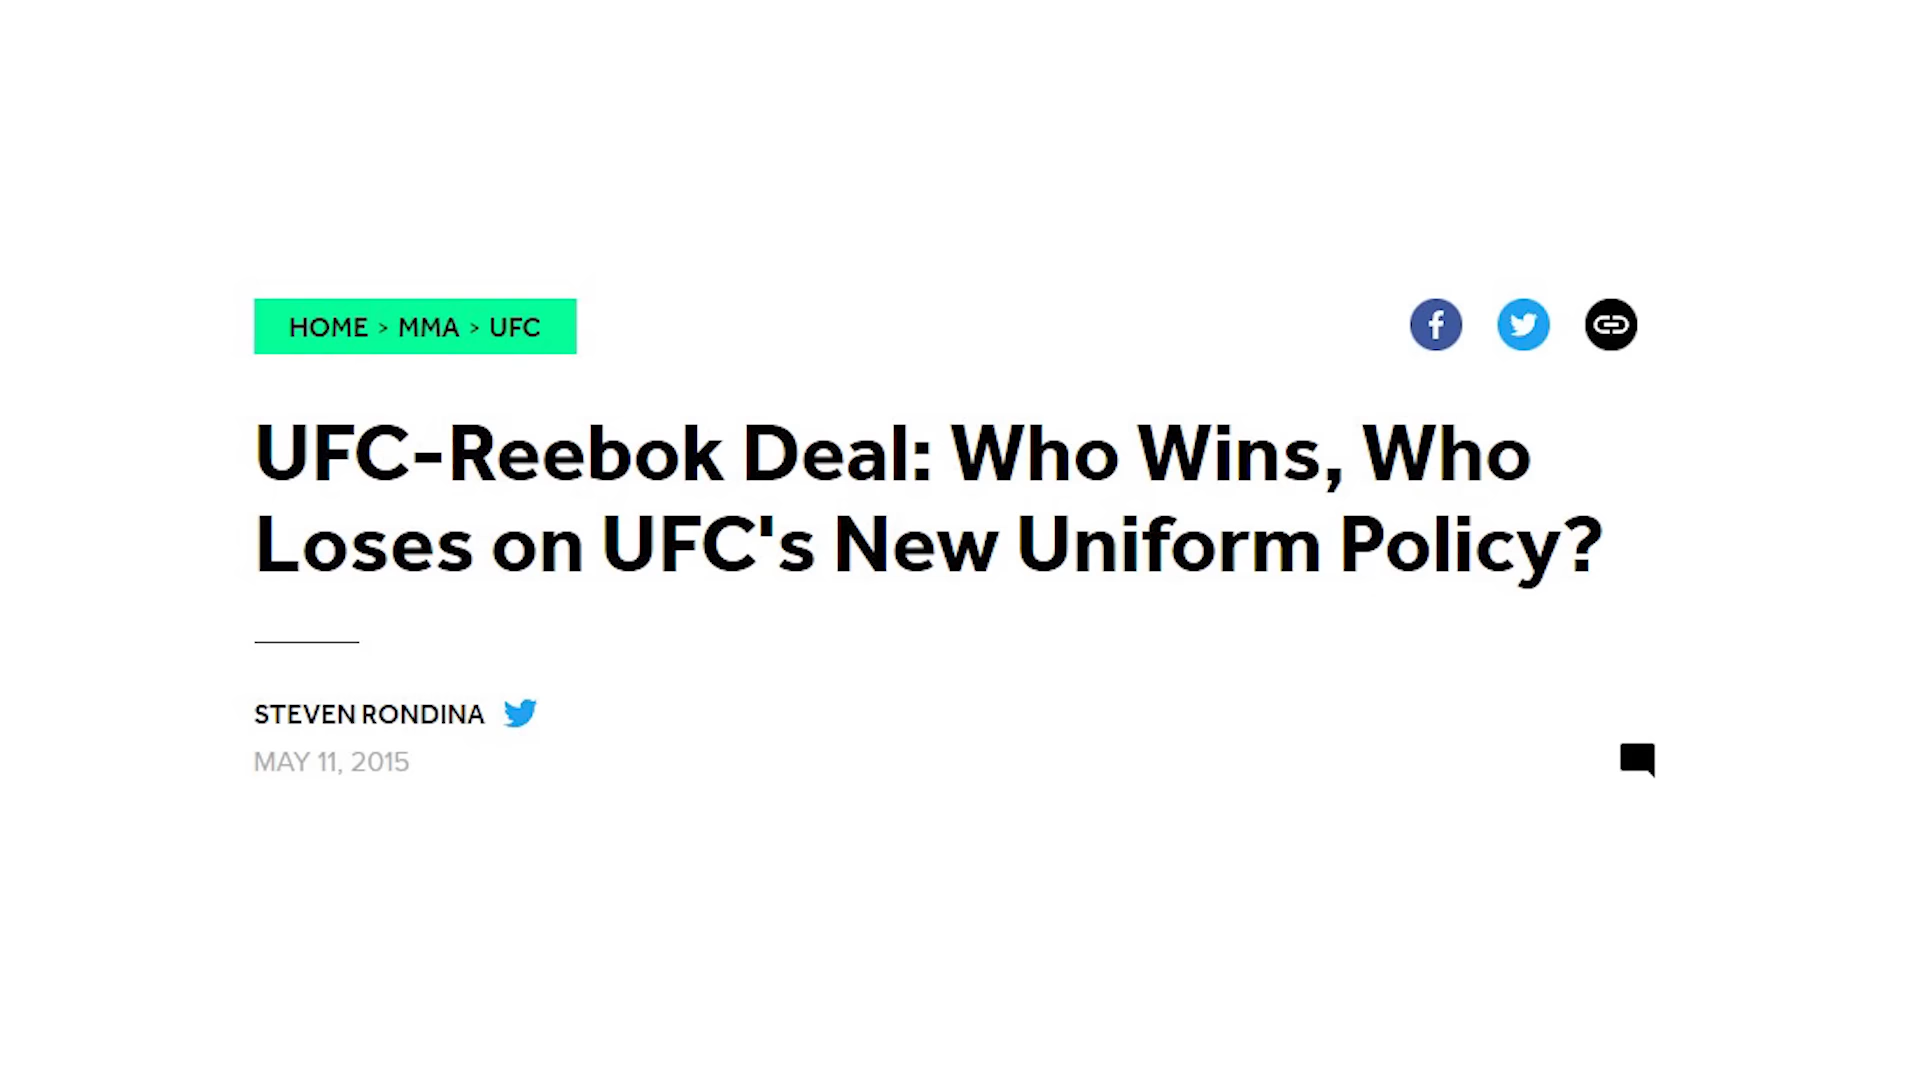 HOME > MMA > UFC
UFC-Reebok Deal: Who Wins, Who
Loses on UFC's New Uniform Policy?
STEVEN RONDINA
MAY 11, 2015